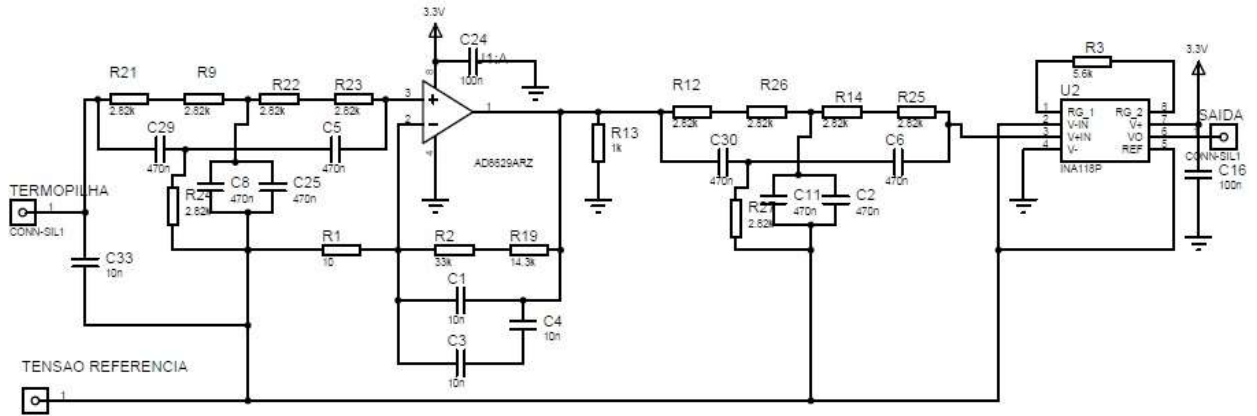 3.3V
C24
U1:A
100n
R21
2.82k
R9
2.82k
R22
2.82k
R23
2.82k
C29
470n
C5
470n
8
3
2
1
4
AD8629ARZ
R24
2.82k
C8
470n
C25
470n
TERMOPILHA
1
CONN-SIL1
C33
10n
R1
10
R2
33k
R19
14.3k
C1
10n
C4
10n
C3
10n
R13
1k
R12
2.82k
R26
2.82k
R14
2.82k
R25
2.82k
C30
470n
C6
470n
R27
2.82k
C11
470n
C2
470n
R3
5.6k
U2
3.3V
1 RG_1 RG_2 8
2 V-IN V+ 7
3 V+IN VO 6
4 V- REF 5
INA118P
SAIDA
1
CONN-SIL1
C16
100n
TENSAO REFERENCIA
1